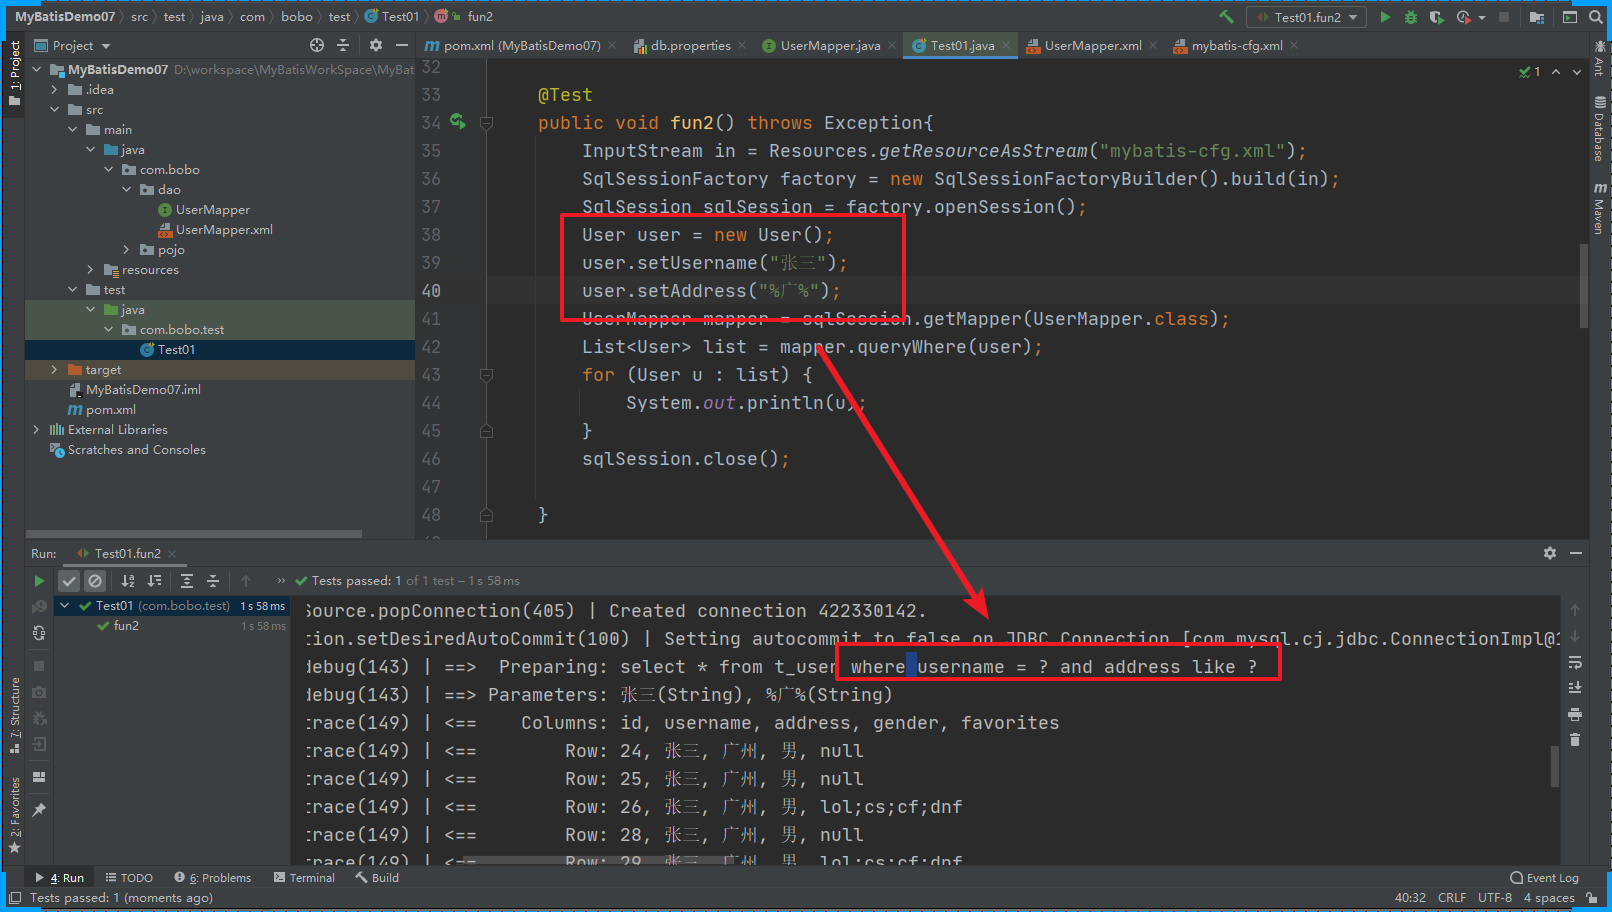 MyBatisDemo07 › src › test › java › com › bobo › test › Test01 › fun2
Test01.fun2
Project
pom.xml (MyBatisDemo07)
db.properties
UserMapper.java
Test01.java
UserMapper.xml
mybatis-cfg.xml
1: Project
MyBatisDemo07 D:\workspace\MyBatisWorkSpace\MyBat
.idea
src
main
java
com.bobo
dao
UserMapper
UserMapper.xml
pojo
resources
test
java
com.bobo.test
Test01
target
MyBatisDemo07.iml
pom.xml
External Libraries
Scratches and Consoles
1
32
33 @Test
34 public void fun2() throws Exception{
35 InputStream in = Resources.getResourceAsStream("mybatis-cfg.xml");
36 SqlSessionFactory factory = new SqlSessionFactoryBuilder().build(in);
37 SqlSession sqlSession = factory.openSession();
38 User user = new User();
39 user.setUsername("张三");
40 user.setAddress("%广%");
41 UserMapper mapper = sqlSession.getMapper(UserMapper.class);
42 List<User> list = mapper.queryWhere(user);
43 for (User u : list) {
44 System.out.println(u);
45 }
46 sqlSession.close();
47
48 }
Ant
Database
Maven
Run: Test01.fun2
Tests passed: 1 of 1 test – 1 s 58 ms
Test01 (com.bobo.test) 1 s 58 ms
fun2 1 s 58 ms
Source.popConnection(405) | Created connection 422330142.
tion.setDesiredAutoCommit(100) | Setting autocommit to false on JDBC Connection [com.mysql.cj.jdbc.ConnectionImpl@1
debug(143) | ==>  Preparing: select * from t_user where username = ? and address like ?
debug(143) | ==> Parameters: 张三(String), %广%(String)
trace(149) | <==    Columns: id, username, address, gender, favorites
trace(149) | <==        Row: 24, 张三, 广州, 男, null
trace(149) | <==        Row: 25, 张三, 广州, 男, null
trace(149) | <==        Row: 26, 张三, 广州, 男, lol;cs;cf;dnf
trace(149) | <==        Row: 28, 张三, 广州, 男, null
trace(149) | <==        Row: 29, 张三, 广州, 男, lol;cs;cf;dnf
7: Structure
2: Favorites
4: Run
TODO
6: Problems
Terminal
Build
Event Log
Tests passed: 1 (moments ago)
40:32 CRLF UTF-8 4 spaces